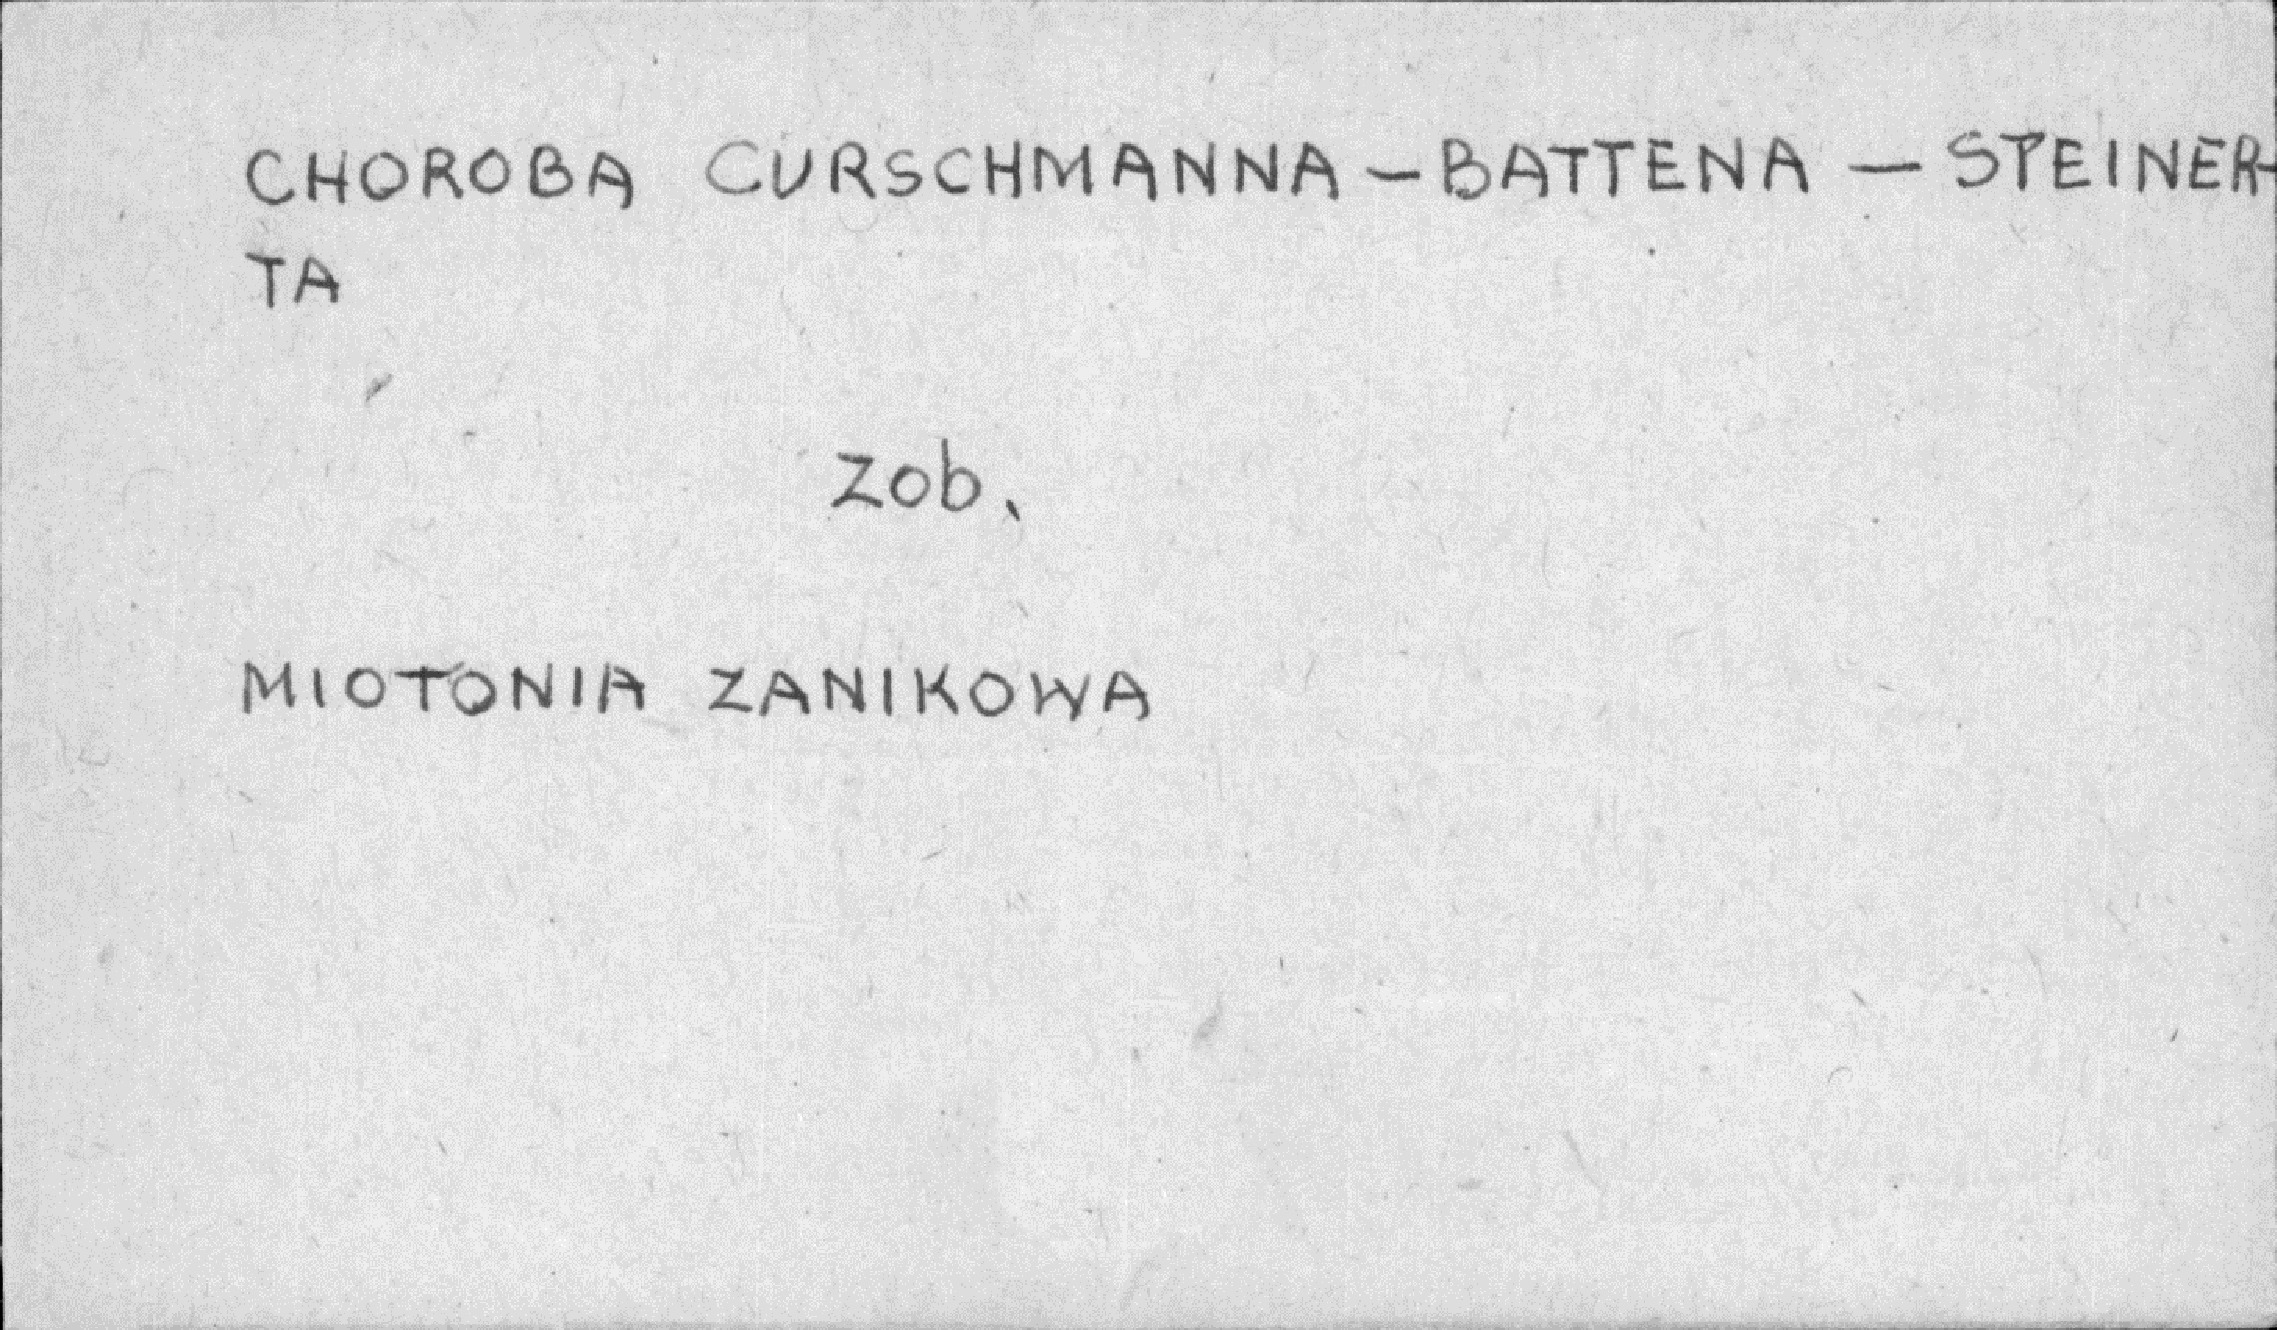 CHOROBA CURSCHMANNA – BATTENA – STEINER-
TA
zob.
MIOTONIA ZANIKOWA